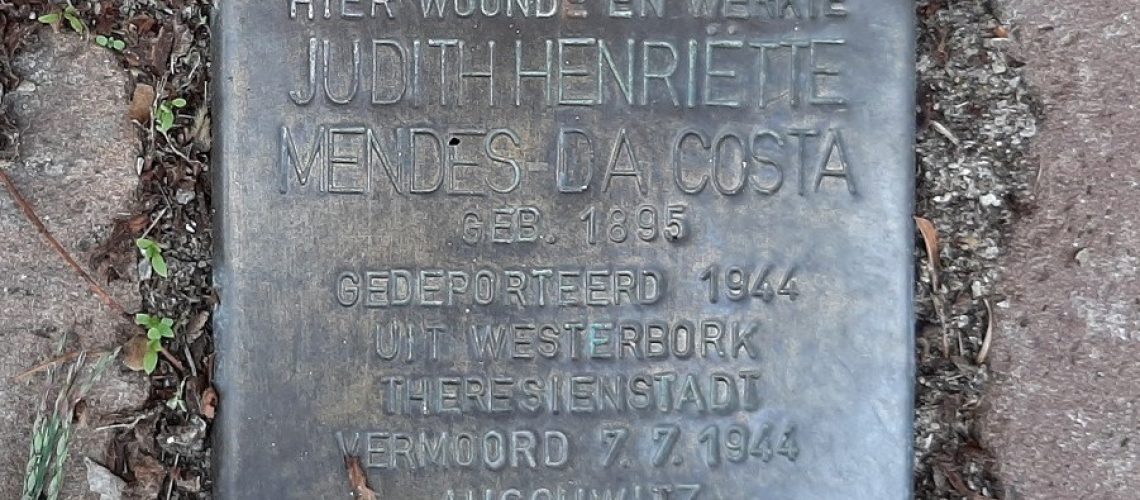 HIER WOONDE EN WERKTE
JUDITH HENRIËTTE
MENDES-DA COSTA
GEB. 1895
GEDEPORTEERD 1944
UIT WESTERBORK
THERESIENSTADT
VERMOORD 7.7.1944
AUSCHWITZ